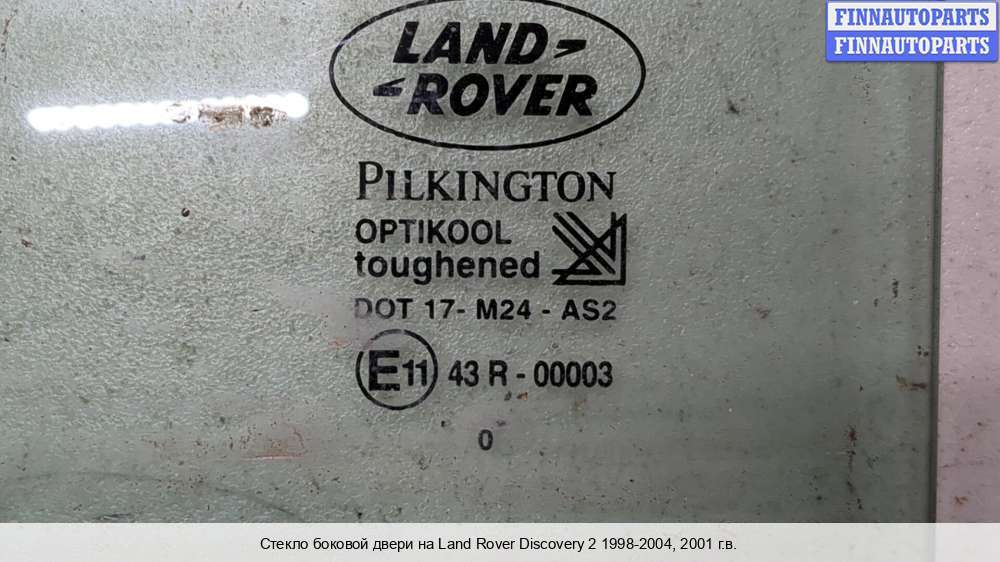 FINNAUTOPARTS
FINNAUTOPARTS
LAND
ROVER
PILKINGTON
OPTIKOOL
toughened
DOT 17- M24 - AS2
E11 43 R - 00003
0
Стекло боковой двери на Land Rover Discovery 2 1998-2004, 2001 г.в.